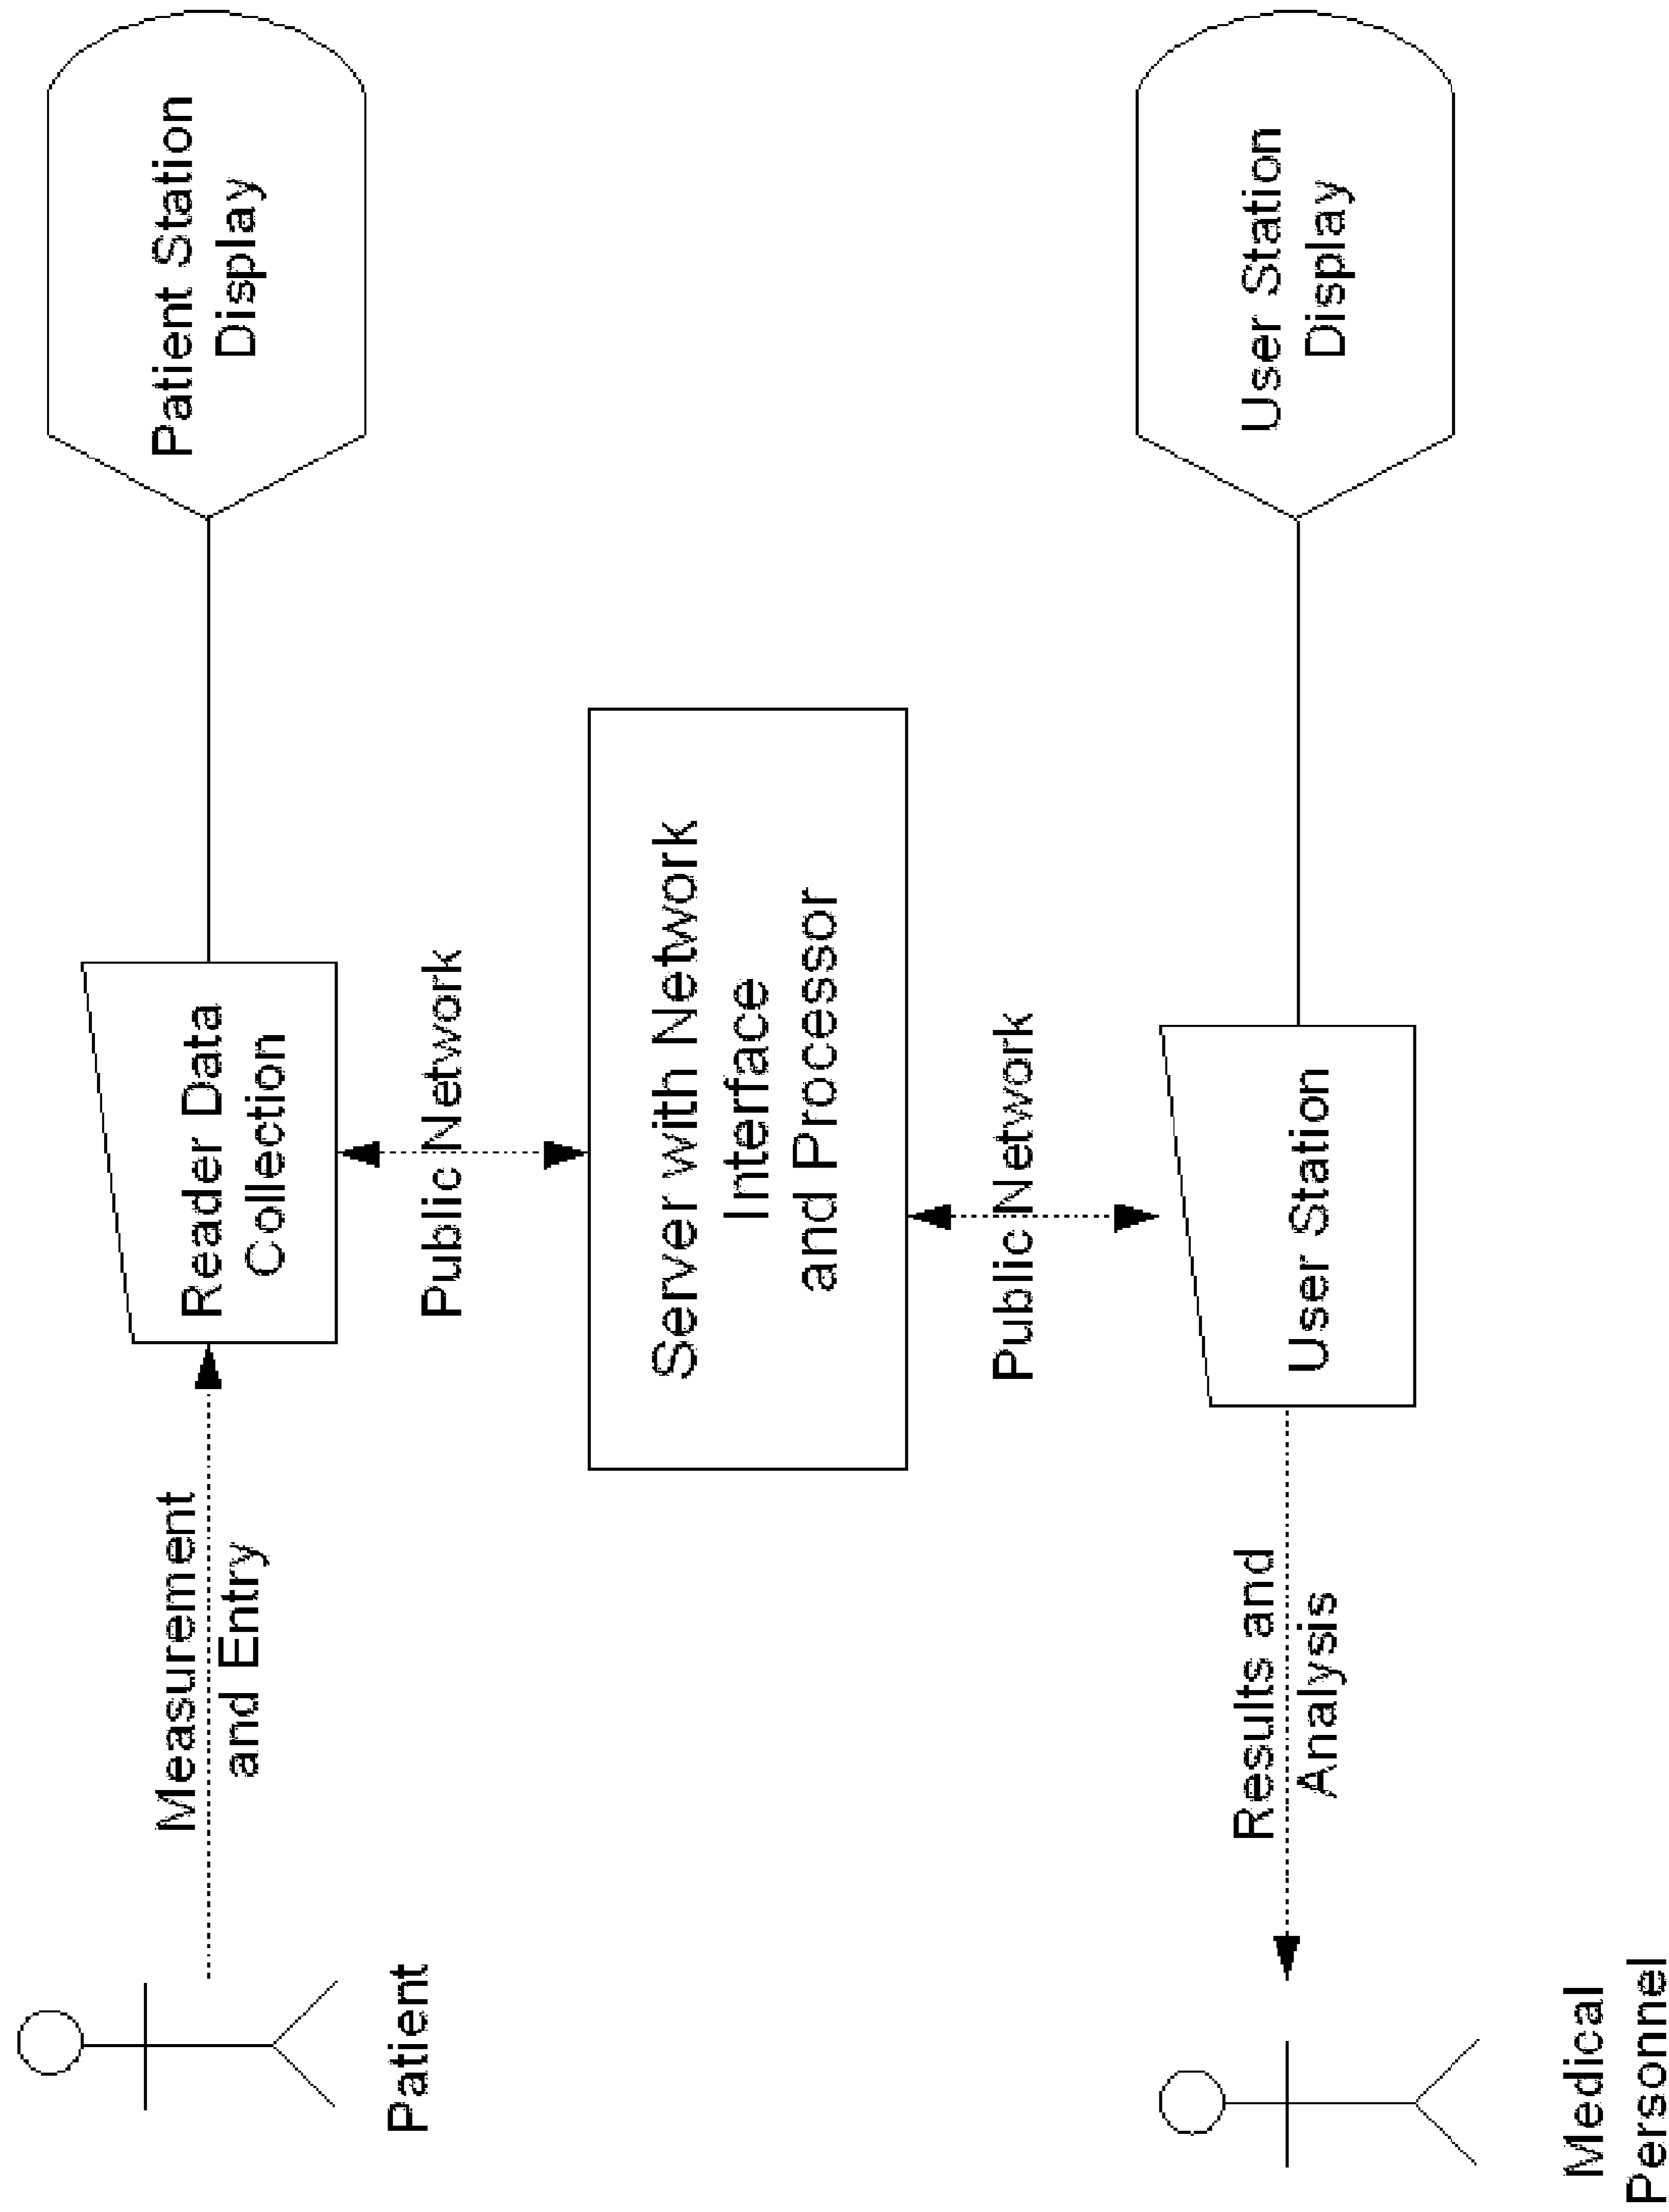 Patient
Measurement
and Entry
Reader Data
Collection
Patient Station
Display
Public Network
Server with Network
Interface
and Processor
Public Network
Medical
Personnel
Results and
Analysis
User Station
User Station
Display